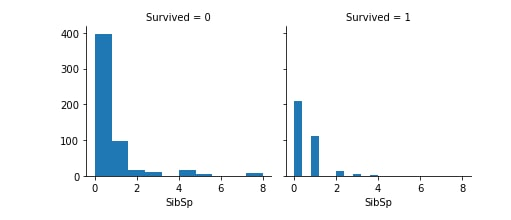 Survived = 0
Survived = 1
400
300
200
100
0
0 2 4 6 8
0 2 4 6 8
SibSp
SibSp